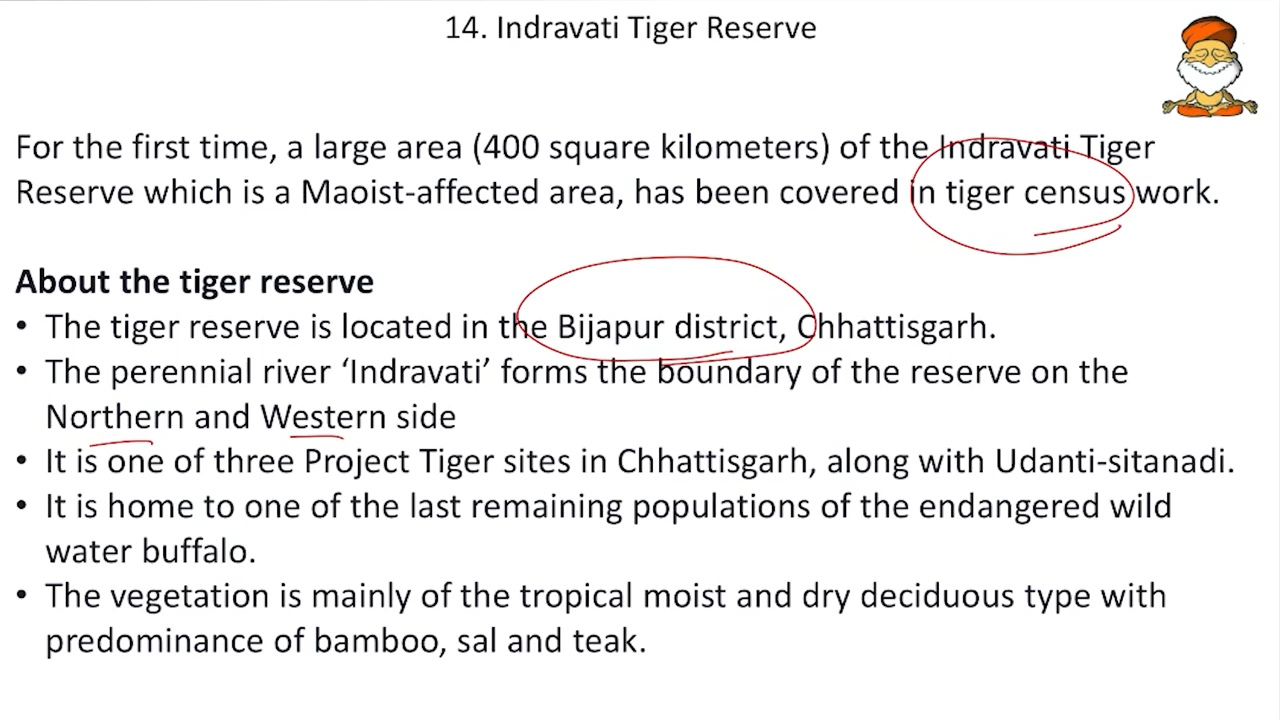 14. Indravati Tiger Reserve
For the first time, a large area (400 square kilometers) of the Indravati Tiger
Reserve which is a Maoist-affected area, has been covered in tiger census work.
About the tiger reserve
• The tiger reserve is located in the Bijapur district, Chhattisgarh.
• The perennial river ‘Indravati’ forms the boundary of the reserve on the
Northern and Western side
• It is one of three Project Tiger sites in Chhattisgarh, along with Udanti-sitanadi.
• It is home to one of the last remaining populations of the endangered wild
water buffalo.
• The vegetation is mainly of the tropical moist and dry deciduous type with
predominance of bamboo, sal and teak.